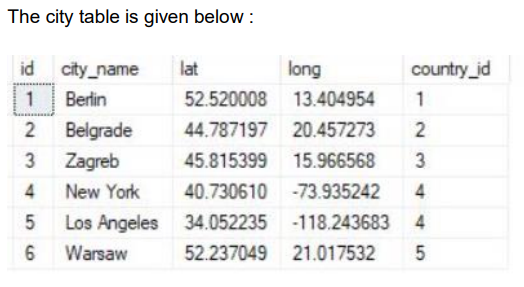 The city table is given below :
id city_name lat long country_id
1 Berlin 52.520008 13.404954 1
2 Belgrade 44.787197 20.457273 2
3 Zagreb 45.815399 15.966568 3
4 New York 40.730610 -73.935242 4
5 Los Angeles 34.052235 -118.243683 4
6 Warsaw 52.237049 21.017532 5